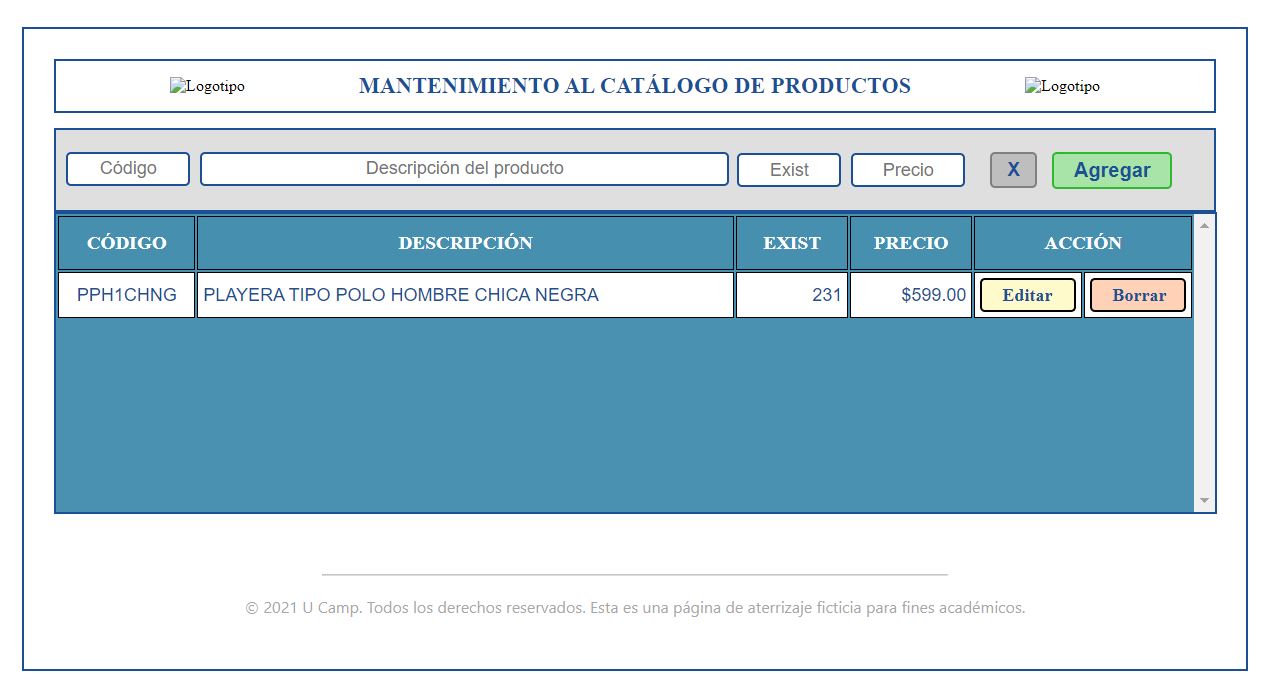 Logotipo MANTENIMIENTO AL CATÁLOGO DE PRODUCTOS Logotipo
Código Descripción del producto Exist Precio X Agregar
CÓDIGO DESCRIPCIÓN EXIST PRECIO ACCIÓN
PPH1CHNG PLAYERA TIPO POLO HOMBRE CHICA NEGRA 231 $599.00 Editar Borrar
© 2021 U Camp. Todos los derechos reservados. Esta es una página de aterrizaje ficticia para fines académicos.